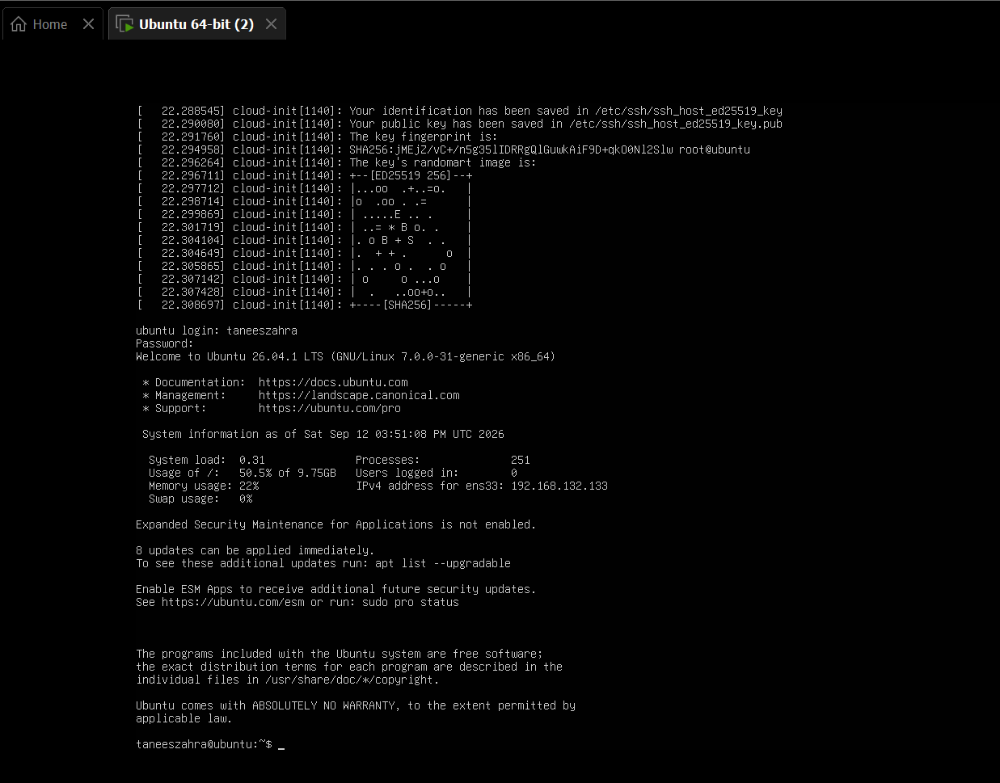 Home
Ubuntu 64-bit (2)
[   22.288545] cloud-init[1140]: Your identification has been saved in /etc/ssh/ssh_host_ed25519_key
[   22.290080] cloud-init[1140]: Your public key has been saved in /etc/ssh/ssh_host_ed25519_key.pub
[   22.291760] cloud-init[1140]: The key fingerprint is:
[   22.294958] cloud-init[1140]: SHA256:jMEjZ/vC+/n5g35lIDRRgQlGuwkAiF9D+qkO0Nl2Slw root@ubuntu
[   22.296264] cloud-init[1140]: The key's randomart image is:
[   22.296711] cloud-init[1140]: +--[ED25519 256]--+
[   22.297712] cloud-init[1140]: |...oo  .+..=o.   |
[   22.298714] cloud-init[1140]: |o  .oo . .=      |
[   22.299869] cloud-init[1140]: | .....E .. .     |
[   22.301719] cloud-init[1140]: | ..= * B o. .    |
[   22.304104] cloud-init[1140]: |. o B + S  . .   |
[   22.304649] cloud-init[1140]: |.  + + .      o  |
[   22.305865] cloud-init[1140]: |. . . o .  . o   |
[   22.307142] cloud-init[1140]: | o     o ...o    |
[   22.307428] cloud-init[1140]: |  .   ..oo+o..   |
[   22.308697] cloud-init[1140]: +----[SHA256]-----+
ubuntu login: taneeszahra
Password:
Welcome to Ubuntu 26.04.1 LTS (GNU/Linux 7.0.0-31-generic x86_64)
 * Documentation:  https://docs.ubuntu.com
 * Management:     https://landscape.canonical.com
 * Support:        https://ubuntu.com/pro
 System information as of Sat Sep 12 03:51:08 PM UTC 2026
  System load:  0.31              Processes:              251
  Usage of /:   50.5% of 9.75GB   Users logged in:        0
  Memory usage: 22%               IPv4 address for ens33: 192.168.132.133
  Swap usage:   0%
Expanded Security Maintenance for Applications is not enabled.
8 updates can be applied immediately.
To see these additional updates run: apt list --upgradable
Enable ESM Apps to receive additional future security updates.
See https://ubuntu.com/esm or run: sudo pro status
The programs included with the Ubuntu system are free software;
the exact distribution terms for each program are described in the
individual files in /usr/share/doc/*/copyright.
Ubuntu comes with ABSOLUTELY NO WARRANTY, to the extent permitted by
applicable law.
taneeszahra@ubuntu:~$ _